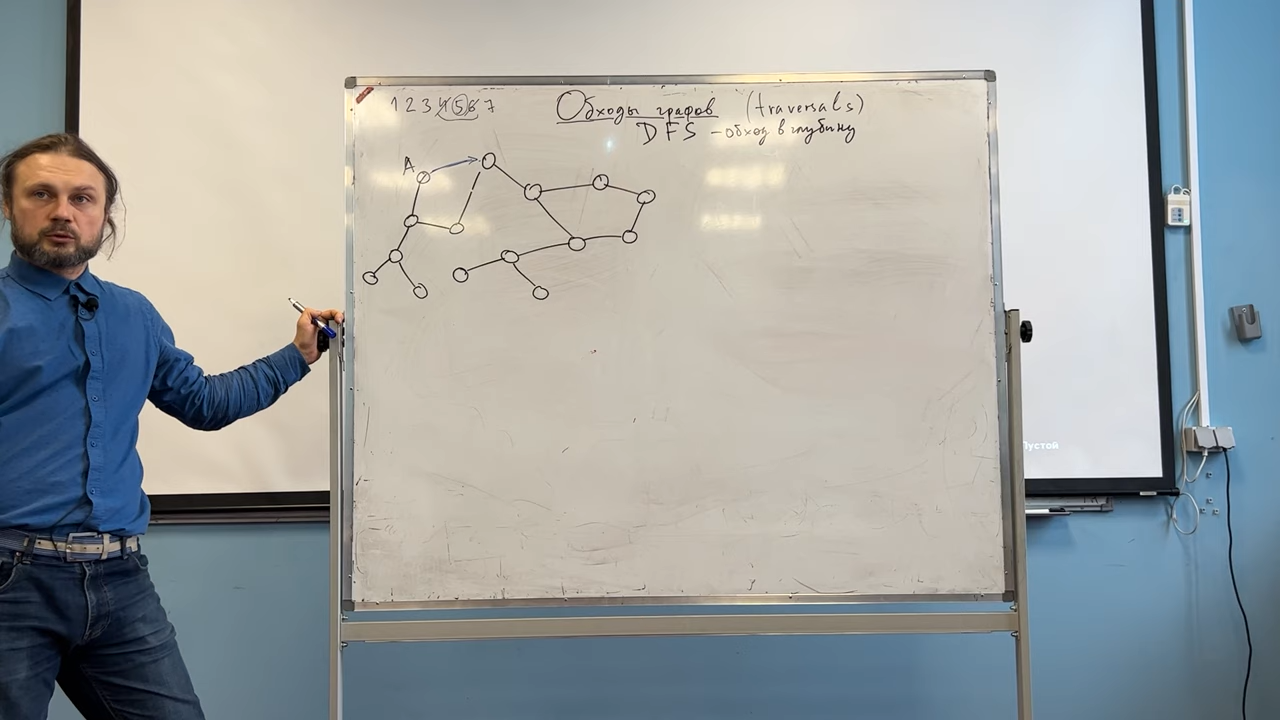 1 2 3 4 5 6 7
Обходы графов (traversals)
DFS - обход в глубину
A
Пустой